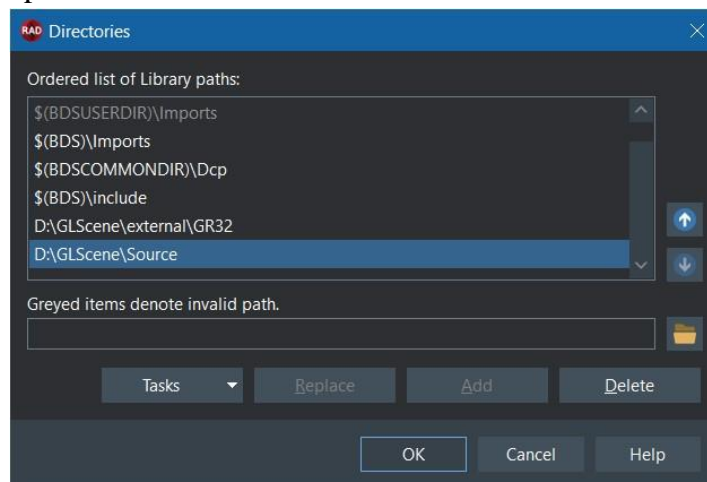 RAD Directories
Ordered list of Library paths:
$(BDSUSERDIR)\Imports
$(BDS)\Imports
$(BDSCOMMONDIR)\Dcp
$(BDS)\include
D:\GLScene\external\GR32
D:\GLScene\Source
Greyed items denote invalid path.
Tasks Replace Add Delete
OK Cancel Help